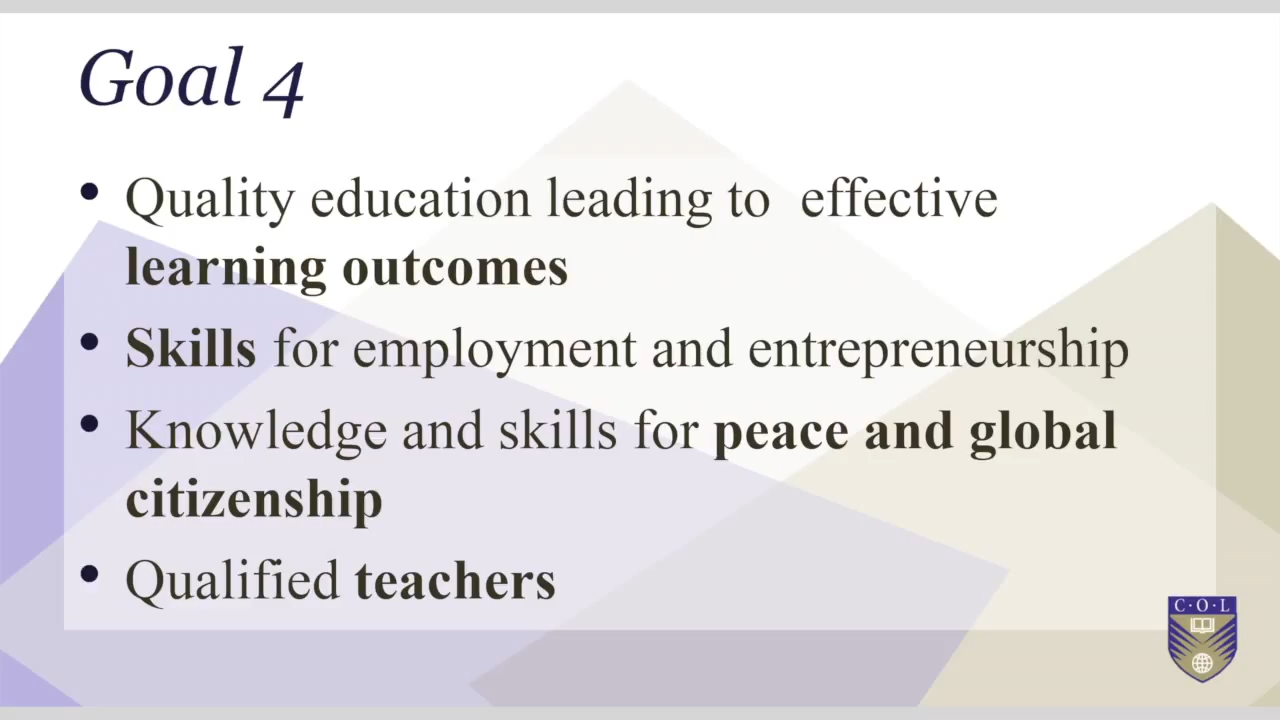 Goal 4
• Quality education leading to  effective
learning outcomes
• Skills for employment and entrepreneurship
• Knowledge and skills for peace and global
citizenship
• Qualified teachers
C·O·L